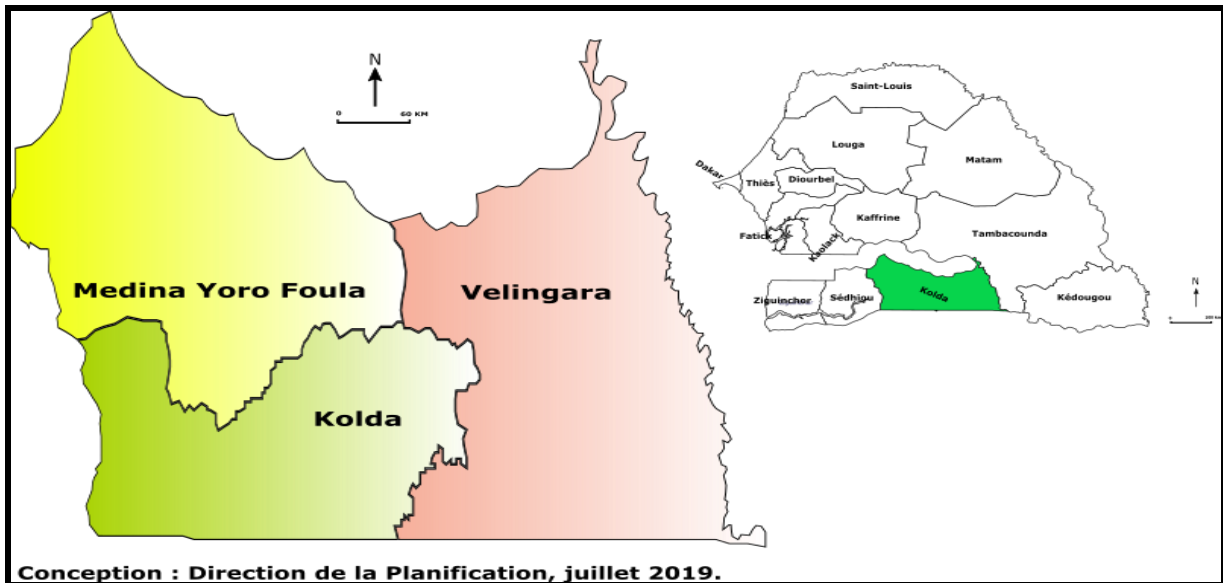 N
0 60 KM
Medina Yoro Foula
Velingara
Kolda
Saint-Louis
Louga
Matam
Dakar
Thiès
Diourbel
Kaffrine
Fatick
Kaolack
Tambacounda
Ziguinchor
Sédhiou
Kolda
Kédougou
N
Conception : Direction de la Planification, juillet 2019.